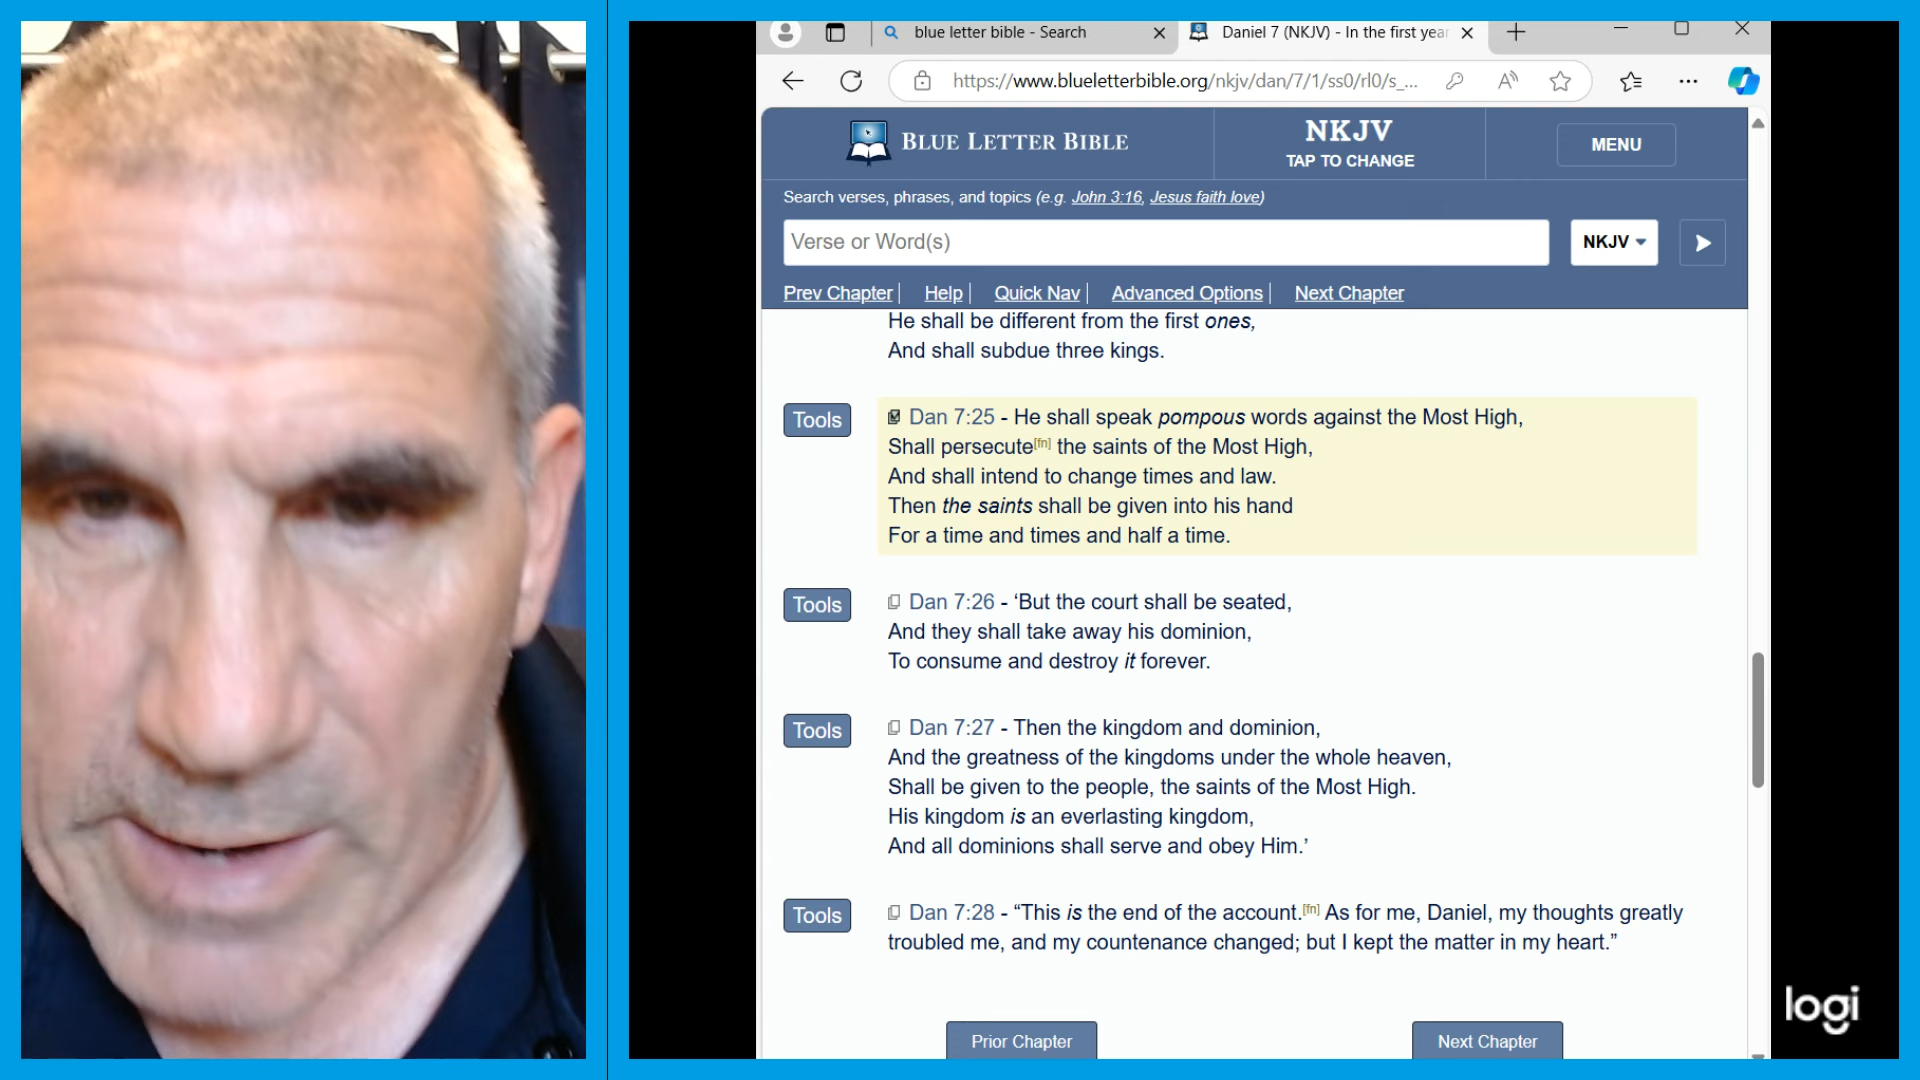 blue letter bible - Search
Daniel 7 (NKJV) - In the first year
https://www.blueletterbible.org/nkjv/dan/7/1/ss0/rl0/s_...
BLUE LETTER BIBLE
NKJV
TAP TO CHANGE
MENU
Search verses, phrases, and topics (e.g. John 3:16, Jesus faith love)
Verse or Word(s)
NKJV
Prev Chapter | Help | Quick Nav | Advanced Options | Next Chapter
He shall be different from the first ones,
And shall subdue three kings.
Tools
Dan 7:25 - He shall speak pompous words against the Most High,
Shall persecute[fn] the saints of the Most High,
And shall intend to change times and law.
Then the saints shall be given into his hand
For a time and times and half a time.
Tools
Dan 7:26 - ‘But the court shall be seated,
And they shall take away his dominion,
To consume and destroy it forever.
Tools
Dan 7:27 - Then the kingdom and dominion,
And the greatness of the kingdoms under the whole heaven,
Shall be given to the people, the saints of the Most High.
His kingdom is an everlasting kingdom,
And all dominions shall serve and obey Him.’
Tools
Dan 7:28 - “This is the end of the account.[fn] As for me, Daniel, my thoughts greatly
troubled me, and my countenance changed; but I kept the matter in my heart.”
Prior Chapter
Next Chapter
logi